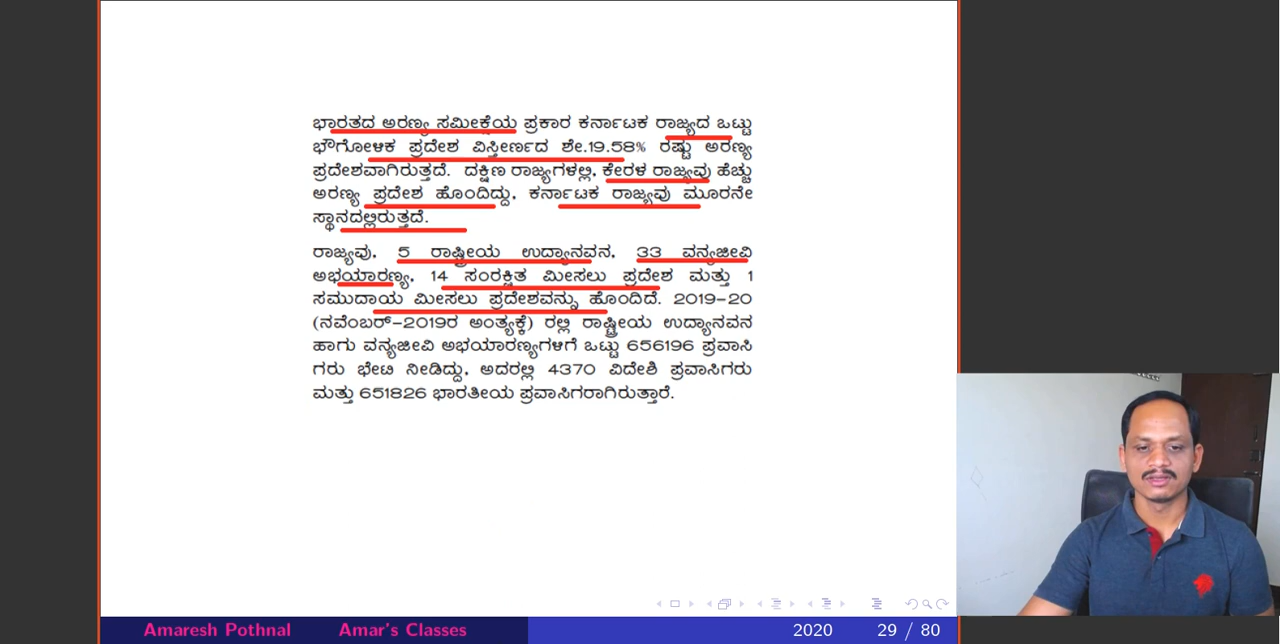 ಭಾರತದ ಅರಣ್ಯ ಸಮೀಕ್ಷೆಯ ಪ್ರಕಾರ ಕರ್ನಾಟಕ ರಾಜ್ಯದ ಒಟ್ಟು
ಭೌಗೋಳಿಕ ಪ್ರದೇಶ ವಿಸ್ತೀರ್ಣದ ಶೇ.19.58% ರಷ್ಟು ಅರಣ್ಯ
ಪ್ರದೇಶವಾಗಿರುತ್ತದೆ. ದಕ್ಷಿಣ ರಾಜ್ಯಗಳಲ್ಲಿ, ಕೇರಳ ರಾಜ್ಯವು ಹೆಚ್ಚು
ಅರಣ್ಯ ಪ್ರದೇಶ ಹೊಂದಿದ್ದು, ಕರ್ನಾಟಕ ರಾಜ್ಯವು ಮೂರನೇ
ಸ್ಥಾನದಲ್ಲಿರುತ್ತದೆ.
ರಾಜ್ಯವು, 5 ರಾಷ್ಟ್ರೀಯ ಉದ್ಯಾನವನ, 33 ವನ್ಯಜೀವಿ
ಅಭಯಾರಣ್ಯ, 14 ಸಂರಕ್ಷಿತ ಮೀಸಲು ಪ್ರದೇಶ ಮತ್ತು 1
ಸಮುದಾಯ ಮೀಸಲು ಪ್ರದೇಶವನ್ನು ಹೊಂದಿದೆ. 2019-20
(ನವೆಂಬರ್-2019ರ ಅಂತ್ಯಕ್ಕೆ) ರಲ್ಲಿ ರಾಷ್ಟ್ರೀಯ ಉದ್ಯಾನವನ
ಹಾಗು ವನ್ಯಜೀವಿ ಅಭಯಾರಣ್ಯಗಳಿಗೆ ಒಟ್ಟು 656196 ಪ್ರವಾಸಿ
ಗರು ಭೇಟಿ ನೀಡಿದ್ದು, ಅದರಲ್ಲಿ 4370 ವಿದೇಶಿ ಪ್ರವಾಸಿಗರು
ಮತ್ತು 651826 ಭಾರತೀಯ ಪ್ರವಾಸಿಗರಾಗಿರುತ್ತಾರೆ.
Amaresh Pothnal Amar's Classes 2020 29 / 80